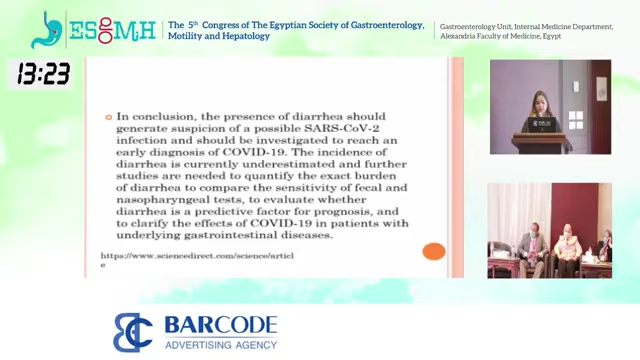 ESGMH
The 5th Congress of The Egyptian Society of Gastroenterology,
Motility and Hepatology
Gastroenterology Unit, Internal Medicine Department,
Alexandria Faculty of Medicine, Egypt
13:23
In conclusion, the presence of diarrhea should
generate suspicion of a possible SARS-CoV-2
infection and should be investigated to reach an
early diagnosis of COVID-19. The incidence of
diarrhea is currently underestimated and further
studies are needed to quantify the exact burden
of diarrhea to compare the sensitivity of fecal and
nasopharyngeal tests, to evaluate whether
diarrhea is a predictive factor for prognosis, and to
to clarify the effects of COVID-19 in patients with
underlying gastrointestinal diseases.
https://www.sciencedirect.com/science/articl
e
BARCODE
BC
BARCODE
ADVERTISING AGENCY